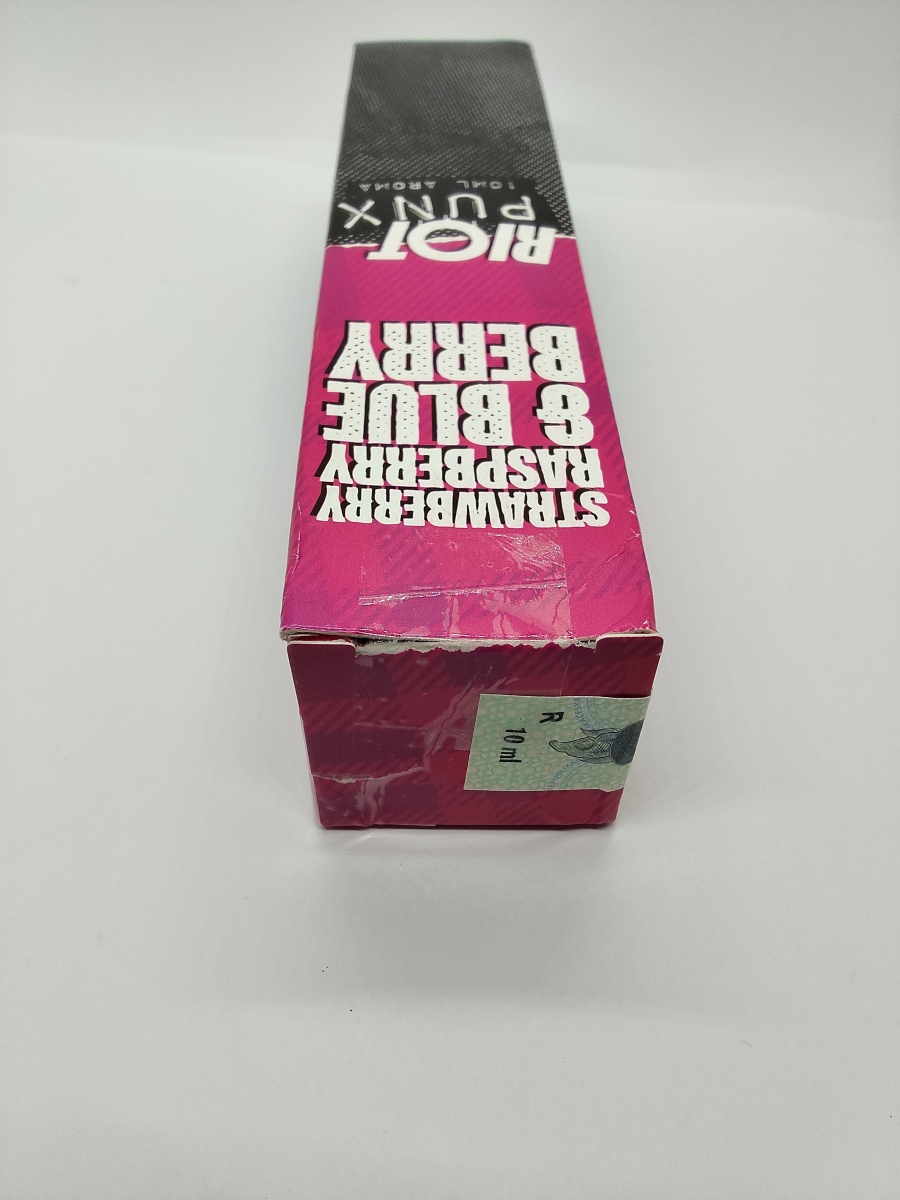 STRAWBERRY
RASPBERRY
& BLUE
BERRY
RIOT
PUNX
10ML AROMA
R
10 ml